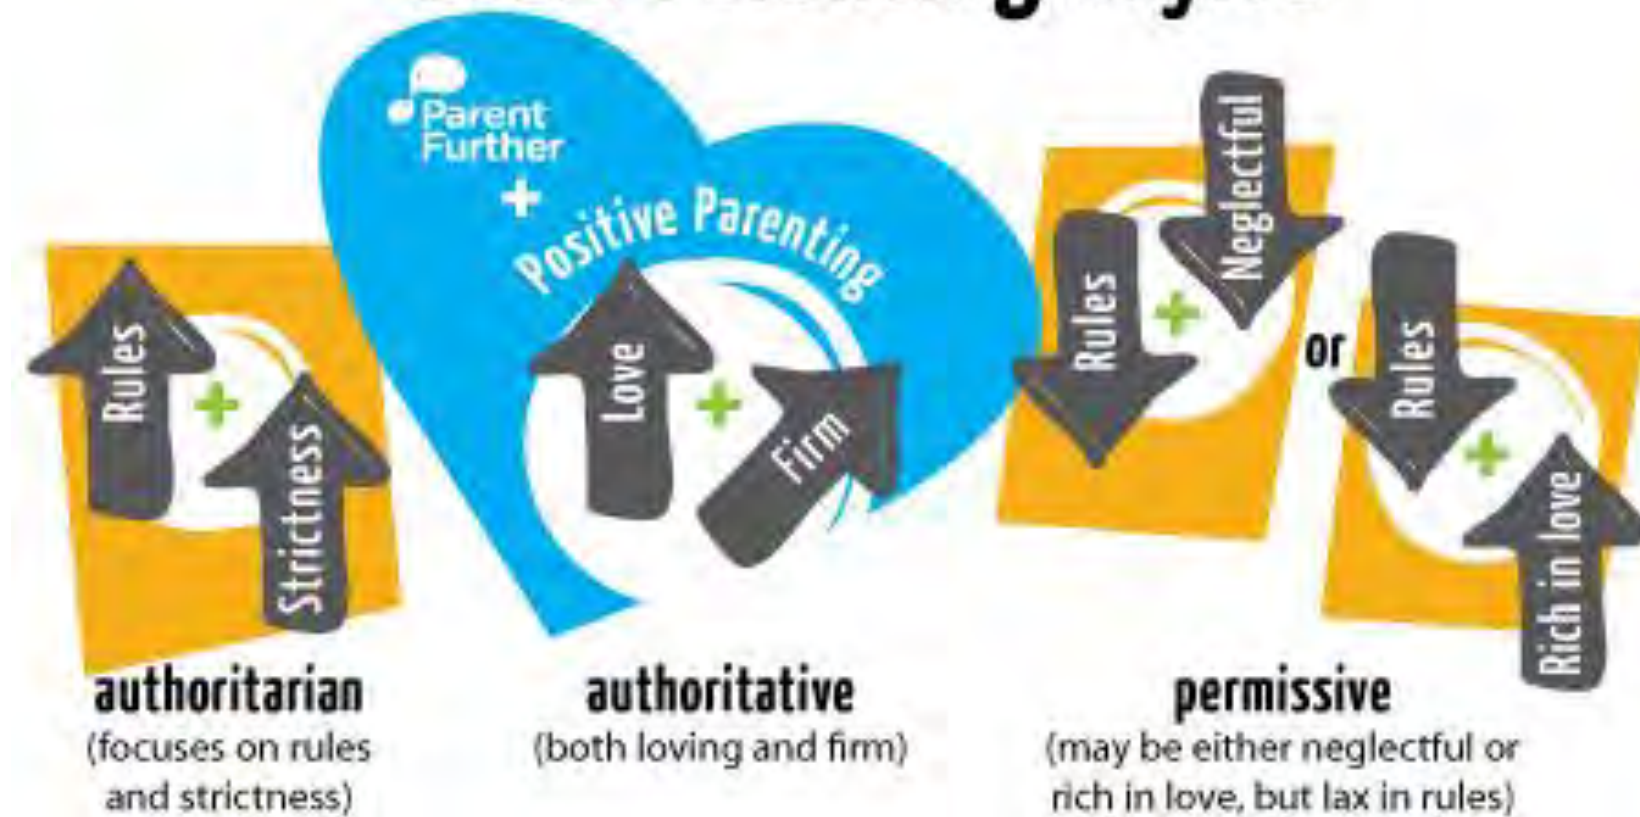 Parent
Further
+
Positive Parenting
Rules
+
Strictness
Love
+
Firm
Rules
+
Neglectful
or
Rules
+
Rich in love
authoritarian
(focuses on rules
and strictness)
authoritative
(both loving and firm)
permissive
(may be either neglectful or
rich in love, but lax in rules)